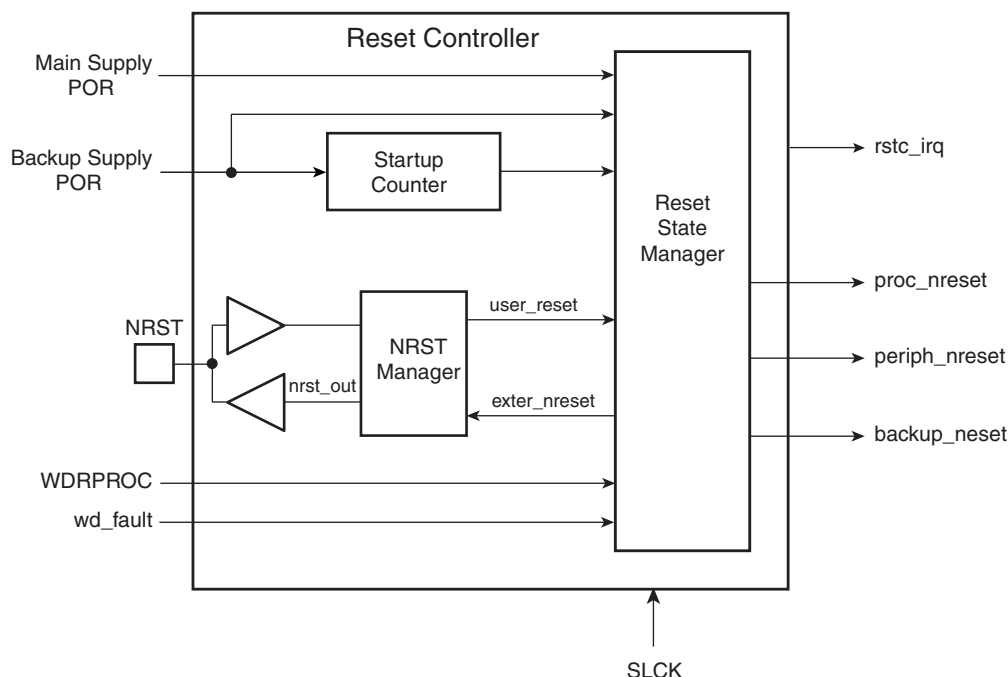 Reset Controller
Main Supply
POR
Backup Supply
POR
Startup
Counter
Reset
State
Manager
rstc_irq
proc_nreset
periph_nreset
backup_neset
NRST
NRST
Manager
user_reset
nrst_out
exter_nreset
WDRPROC
wd_fault
SLCK